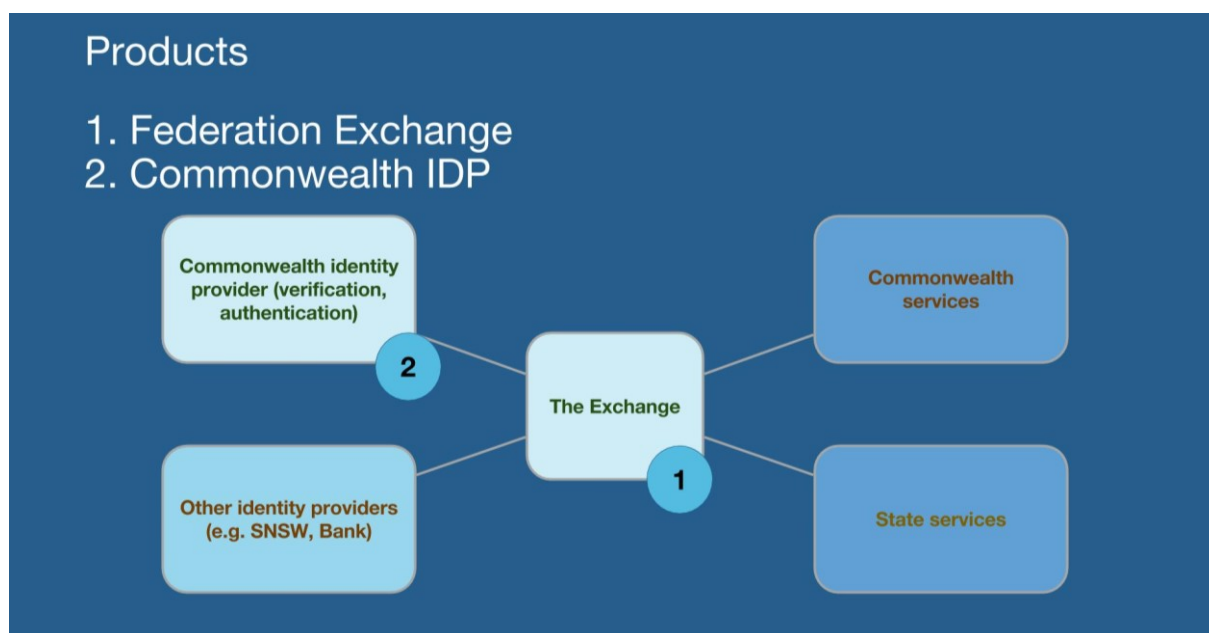 Products
1. Federation Exchange
2. Commonwealth IDP
Commonwealth identity
provider (verification,
authentication)
2
Commonwealth
services
The Exchange
1
Other identity providers
(e.g. SNSW, Bank)
State services